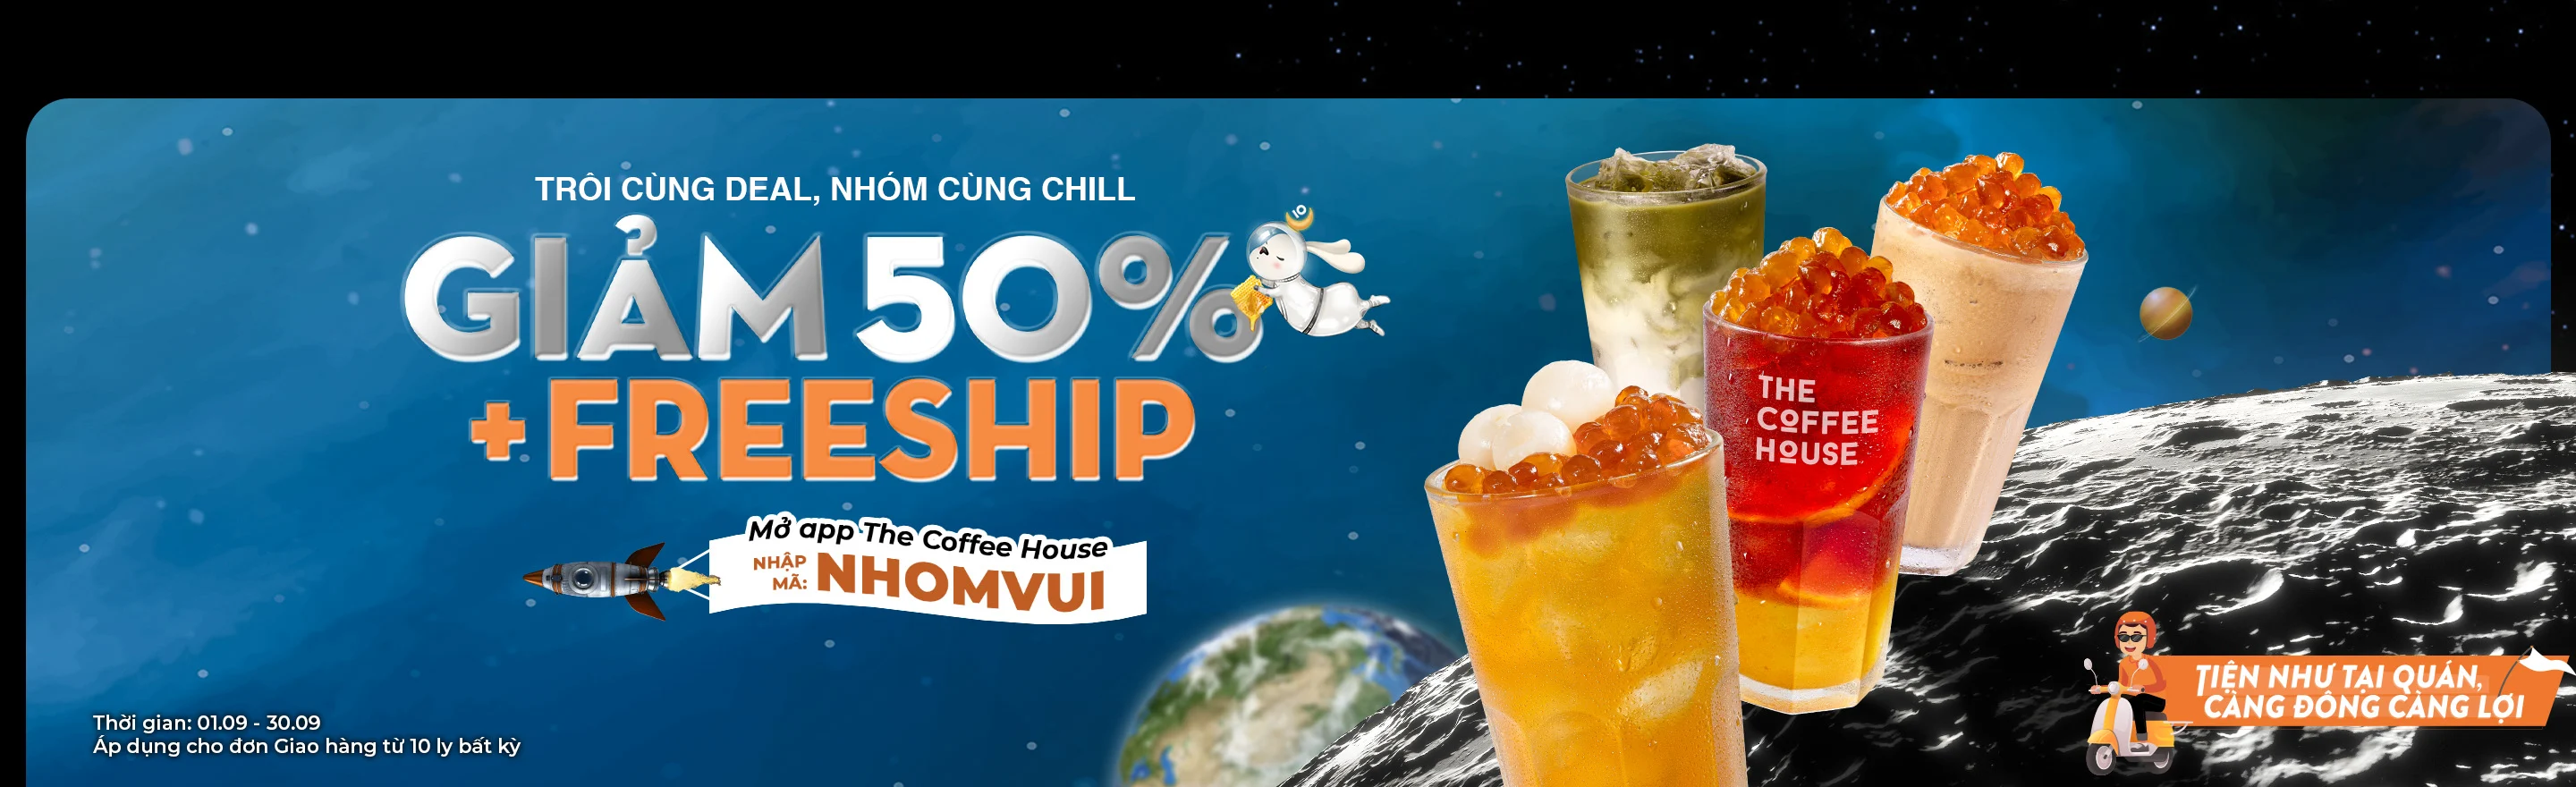 TRÔI CÙNG DEAL, NHÓM CÙNG CHILL
GIẢM 50%
+FREESHIP
Mở app The Coffee House
NHẬP
MÃ: NHOMVUI
Thời gian: 01.09 - 30.09
Áp dụng cho đơn Giao hàng từ 10 ly bất kỳ
THE
COFFEE
HOUSE
TIỆN NHƯ TẠI QUÁN,
CÀNG ĐÔNG CÀNG LỢI